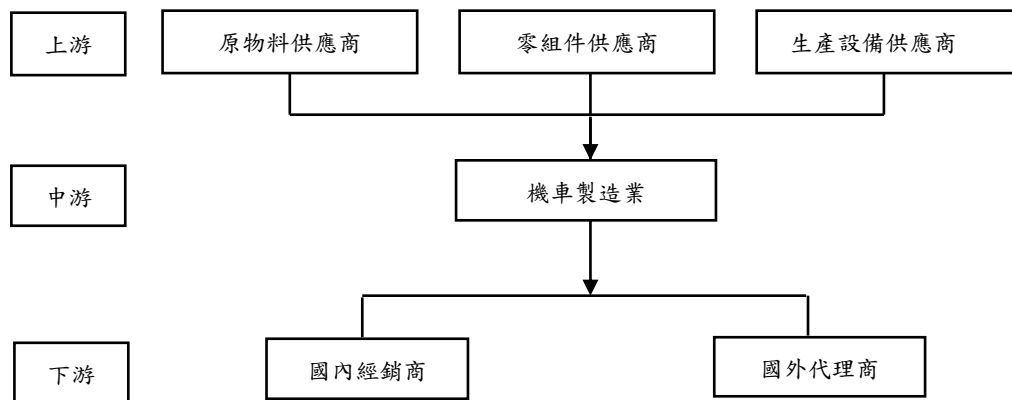 上游
原物料供應商
零組件供應商
生產設備供應商
中游
機車製造業
下游
國內經銷商
國外代理商